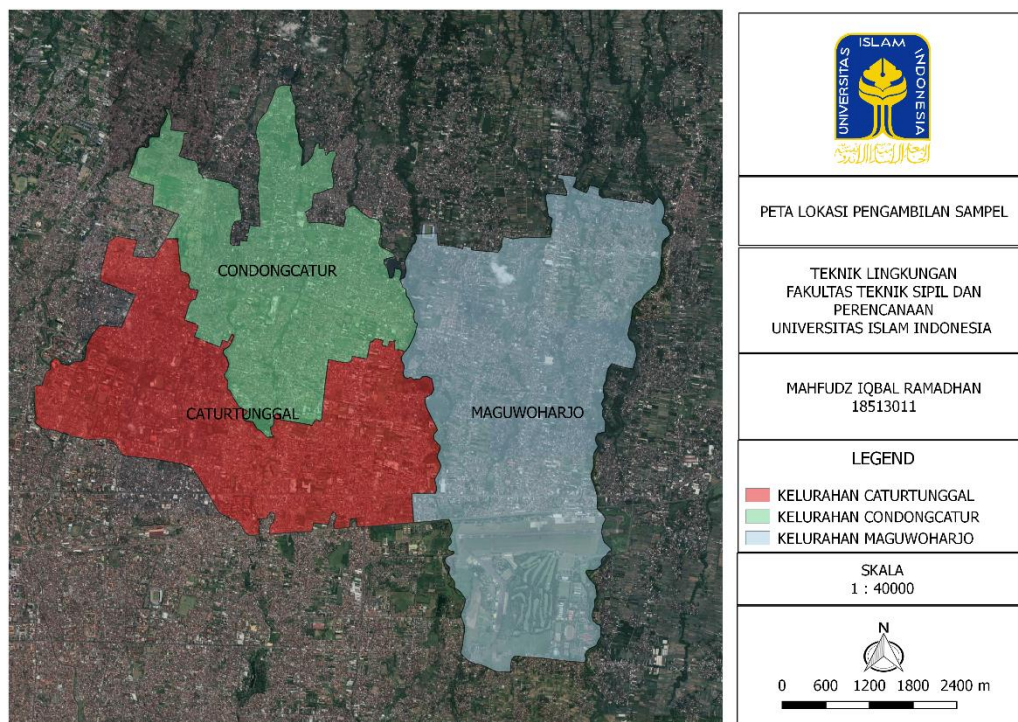 CONDONGCATUR
CATURTUNGGAL
MAGUWOHARJO
UNIVERSITAS ISLAM INDONESIA
PETA LOKASI PENGAMBILAN SAMPEL
TEKNIK LINGKUNGAN
FAKULTAS TEKNIK SIPIL DAN
PERENCANAAN
UNIVERSITAS ISLAM INDONESIA
MAHFUDZ IQBAL RAMADHAN
18513011
LEGEND
KELURAHAN CATURTUNGGAL
KELURAHAN CONDONGCATUR
KELURAHAN MAGUWOHARJO
SKALA
1 : 40000
N
0 600 1200 1800 2400 m